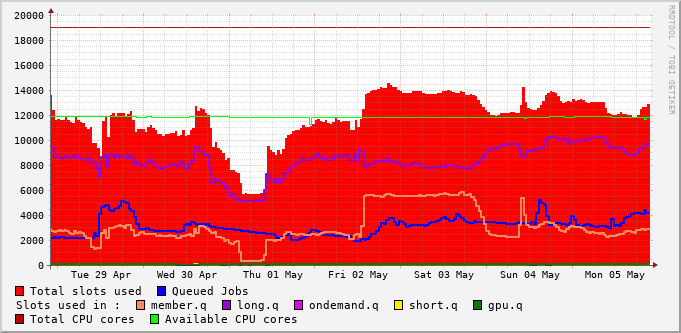 20000
18000
16000
14000
12000
10000
8000
6000
4000
2000
0
Tue 29 Apr Wed 30 Apr Thu 01 May Fri 02 May Sat 03 May Sun 04 May Mon 05 May
Total slots used Queued Jobs
Slots used in : member.q long.q ondemand.q short.q gpu.q
Total CPU cores Available CPU cores
RRDTOOL / TOBI OETIKER